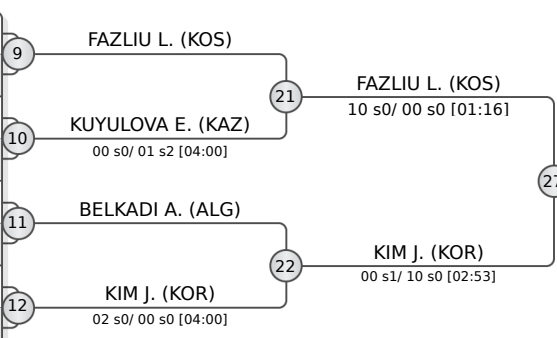 FAZLIU L. (KOS)
9
21
FAZLIU L. (KOS)
10 s0/ 00 s0 [01:16]
KUYULOVA E. (KAZ)
10
00 s0/ 01 s2 [04:00]
27
BELKADI A. (ALG)
11
22
KIM J. (KOR)
00 s1/ 10 s0 [02:53]
KIM J. (KOR)
12
02 s0/ 00 s0 [04:00]